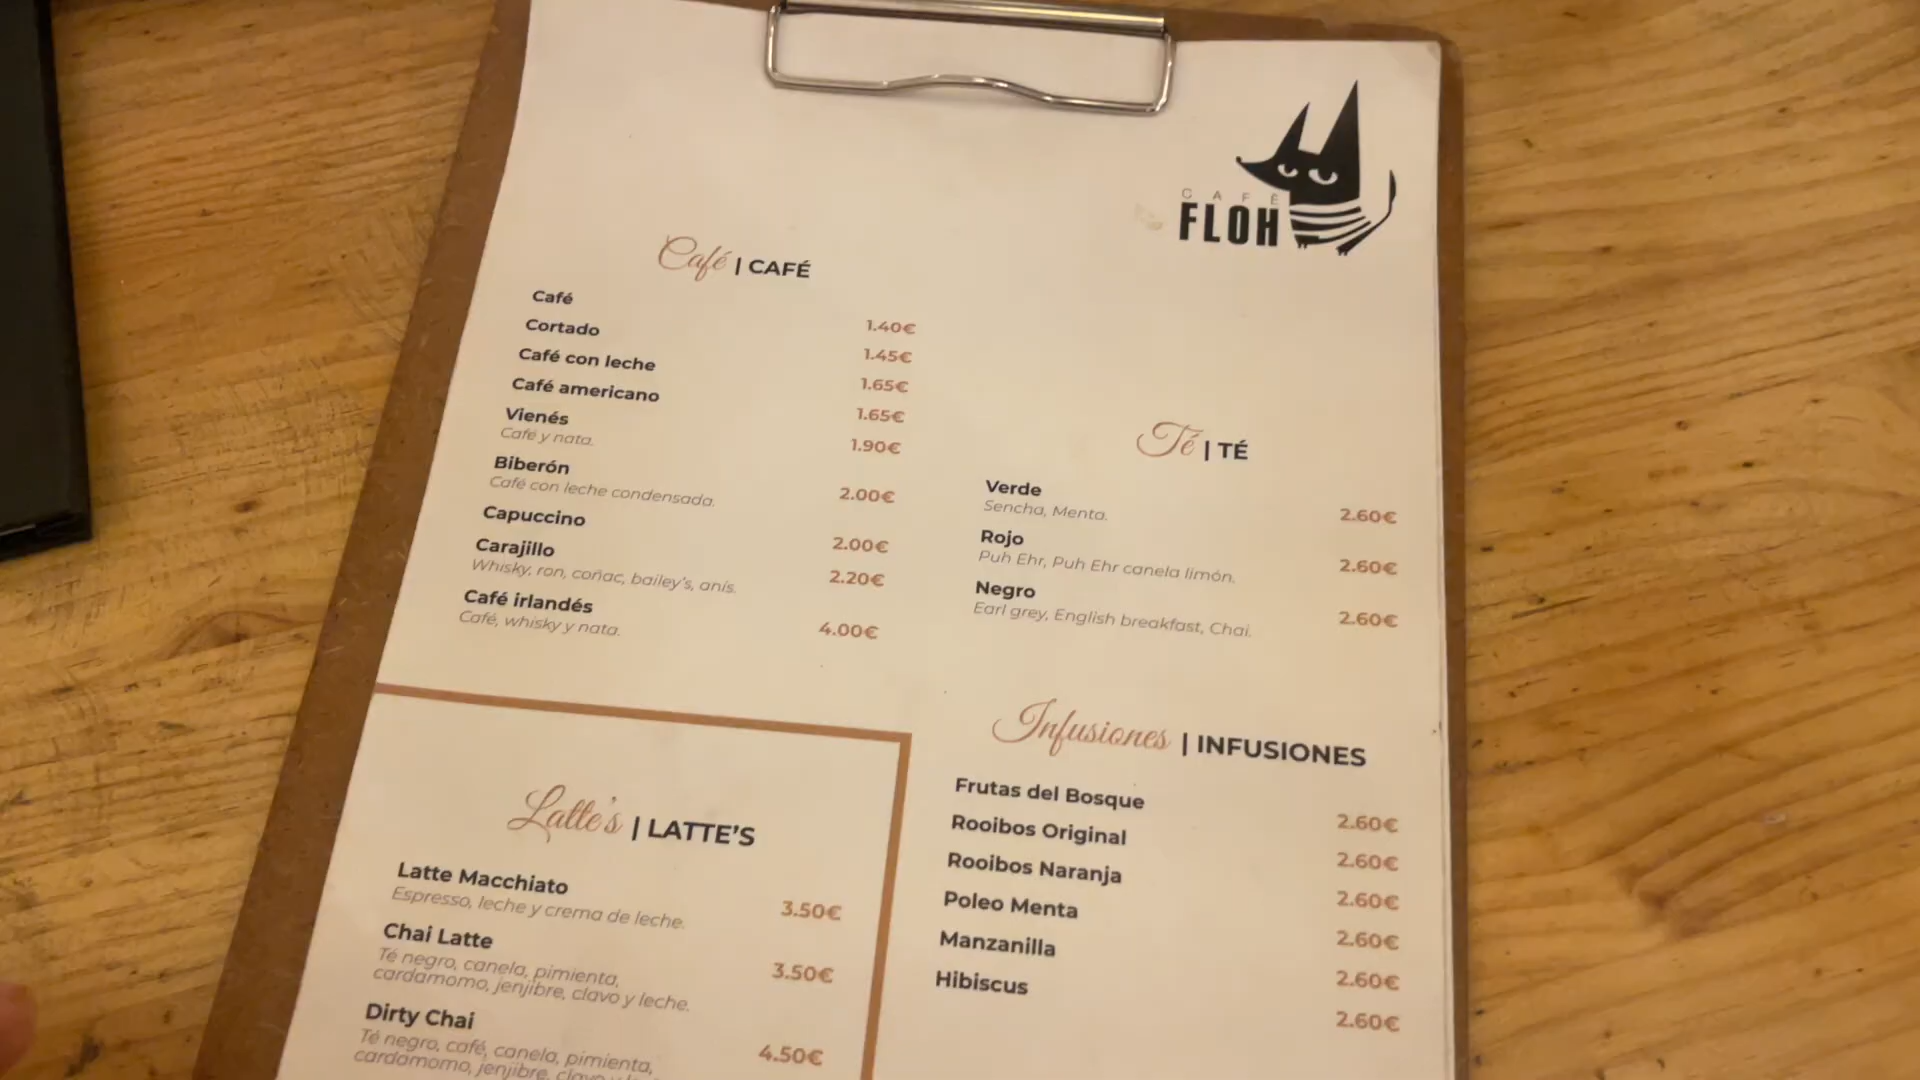 CAFÉ
FLOH
Café | CAFÉ
Café 1.40€
Cortado 1.45€
Café con leche 1.65€
Café americano 1.65€
Vienés 1.90€
Café y nata.
Biberón 2.00€
Café con leche condensada.
Capuccino 2.00€
Carajillo 2.20€
Whisky, ron, coñac, bailey's, anís.
Café irlandés 4.00€
Café, whisky y nata.
Té | TÉ
Verde 2.60€
Sencha, Menta.
Rojo 2.60€
Puh Ehr, Puh Ehr canela limón.
Negro 2.60€
Earl grey, English breakfast, Chai.
Latte's | LATTE'S
Latte Macchiato 3.50€
Espresso, leche y crema de leche.
Chai Latte 3.50€
Té negro, canela, pimienta,
cardamomo, jenjibre, clavo y leche.
Dirty Chai 4.50€
Té negro, café, canela, pimienta,
cardamomo, jenjibre, clavo
Infusiones | INFUSIONES
Frutas del Bosque 2.60€
Rooibos Original 2.60€
Rooibos Naranja 2.60€
Poleo Menta 2.60€
Manzanilla 2.60€
Hibiscus 2.60€